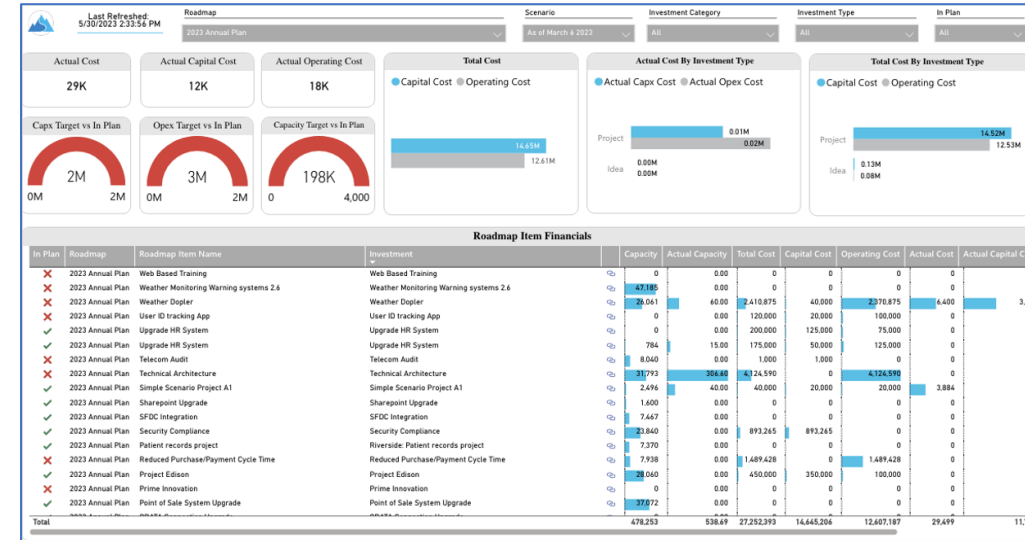 Last Refreshed:
5/30/2023 2:33:56 PM
Roadmap
2023 Annual Plan
Scenario
As of March 6 2023
Investment Category
All
Investment Type
All
In Plan
All
Actual Cost
29K
Actual Capital Cost
12K
Actual Operating Cost
18K
Capx Target vs In Plan
2M
0M 2M
Opex Target vs In Plan
3M
0M 2M
Capacity Target vs In Plan
198K
0 4,000
Total Cost
Capital Cost Operating Cost
14.65M
12.61M
Actual Cost By Investment Type
Actual Capx Cost Actual Opex Cost
Project 0.01M
0.02M
Idea 0.00M
0.00M
Total Cost By Investment Type
Capital Cost Operating Cost
Project 14.52M
12.53M
Idea 0.13M
0.08M
Roadmap Item Financials
In Plan Roadmap Roadmap Item Name Investment Capacity Actual Capacity Total Cost Capital Cost Operating Cost Actual Cost Actual Capital C
2023 Annual Plan Web Based Training Web Based Training 0 0.00 0 0 0 0
2023 Annual Plan Weather Monitoring Warning systems 2.6 Weather Monitoring Warning systems 2.6 47,185 0.00 0 0 0 0
2023 Annual Plan Weather Dopler Weather Dopler 26,061 60.00 2,410,875 40,000 2,370,875 6,400 3,
2023 Annual Plan User ID tracking App User ID tracking App 0 0.00 120,000 20,000 100,000 0
2023 Annual Plan Upgrade HR System Upgrade HR System 0 0.00 200,000 125,000 75,000 0
2023 Annual Plan Upgrade HR System Upgrade HR System 784 15.00 175,000 50,000 125,000 0
2023 Annual Plan Telecom Audit Telecom Audit 8,040 0.00 1,000 1,000 0 0
2023 Annual Plan Technical Architecture Technical Architecture 31,793 306.60 4,124,590 0 4,124,590 0
2023 Annual Plan Simple Scenario Project A1 Simple Scenario Project A1 2,496 40.00 40,000 20,000 20,000 3,884
2023 Annual Plan Sharepoint Upgrade Sharepoint Upgrade 1,600 0.00 0 0 0 0
2023 Annual Plan SFDC Integration SFDC Integration 7,467 0.00 0 0 0 0
2023 Annual Plan Security Compliance Security Compliance 23,840 0.00 893,265 893,265 0 0
2023 Annual Plan Patient records project Riverside: Patient records project 7,370 0.00 0 0 0 0
2023 Annual Plan Reduced Purchase/Payment Cycle Time Reduced Purchase/Payment Cycle Time 7,938 0.00 1,489,428 0 1,489,428 0
2023 Annual Plan Project Edison Project Edison 28,060 0.00 450,000 350,000 100,000 0
2023 Annual Plan Prime Innovation Prime Innovation 0 0.00 0 0 0 0
2023 Annual Plan Point of Sale System Upgrade Point of Sale System Upgrade 37,072 0.00 0 0 0 0
Total 478,253 538.69 27,252,393 14,645,206 12,607,187 29,499 11,